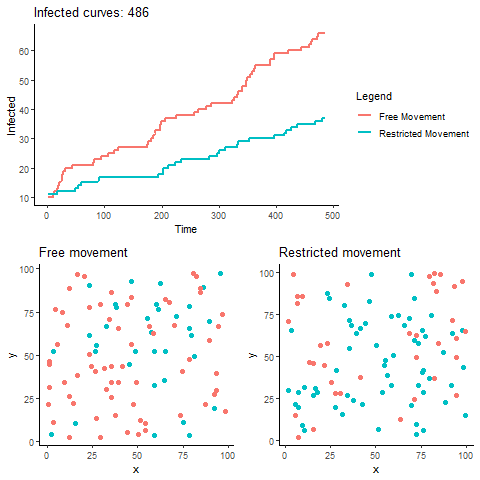 Infected curves: 486
Infected
60
50
40
30
20
10
0 100 200 300 400 500
Time
Legend
Free Movement
Restricted Movement
Free movement
y
100
75
50
25
0
0 25 50 75 100
x
Restricted movement
y
100
75
50
25
0
0 25 50 75 100
x